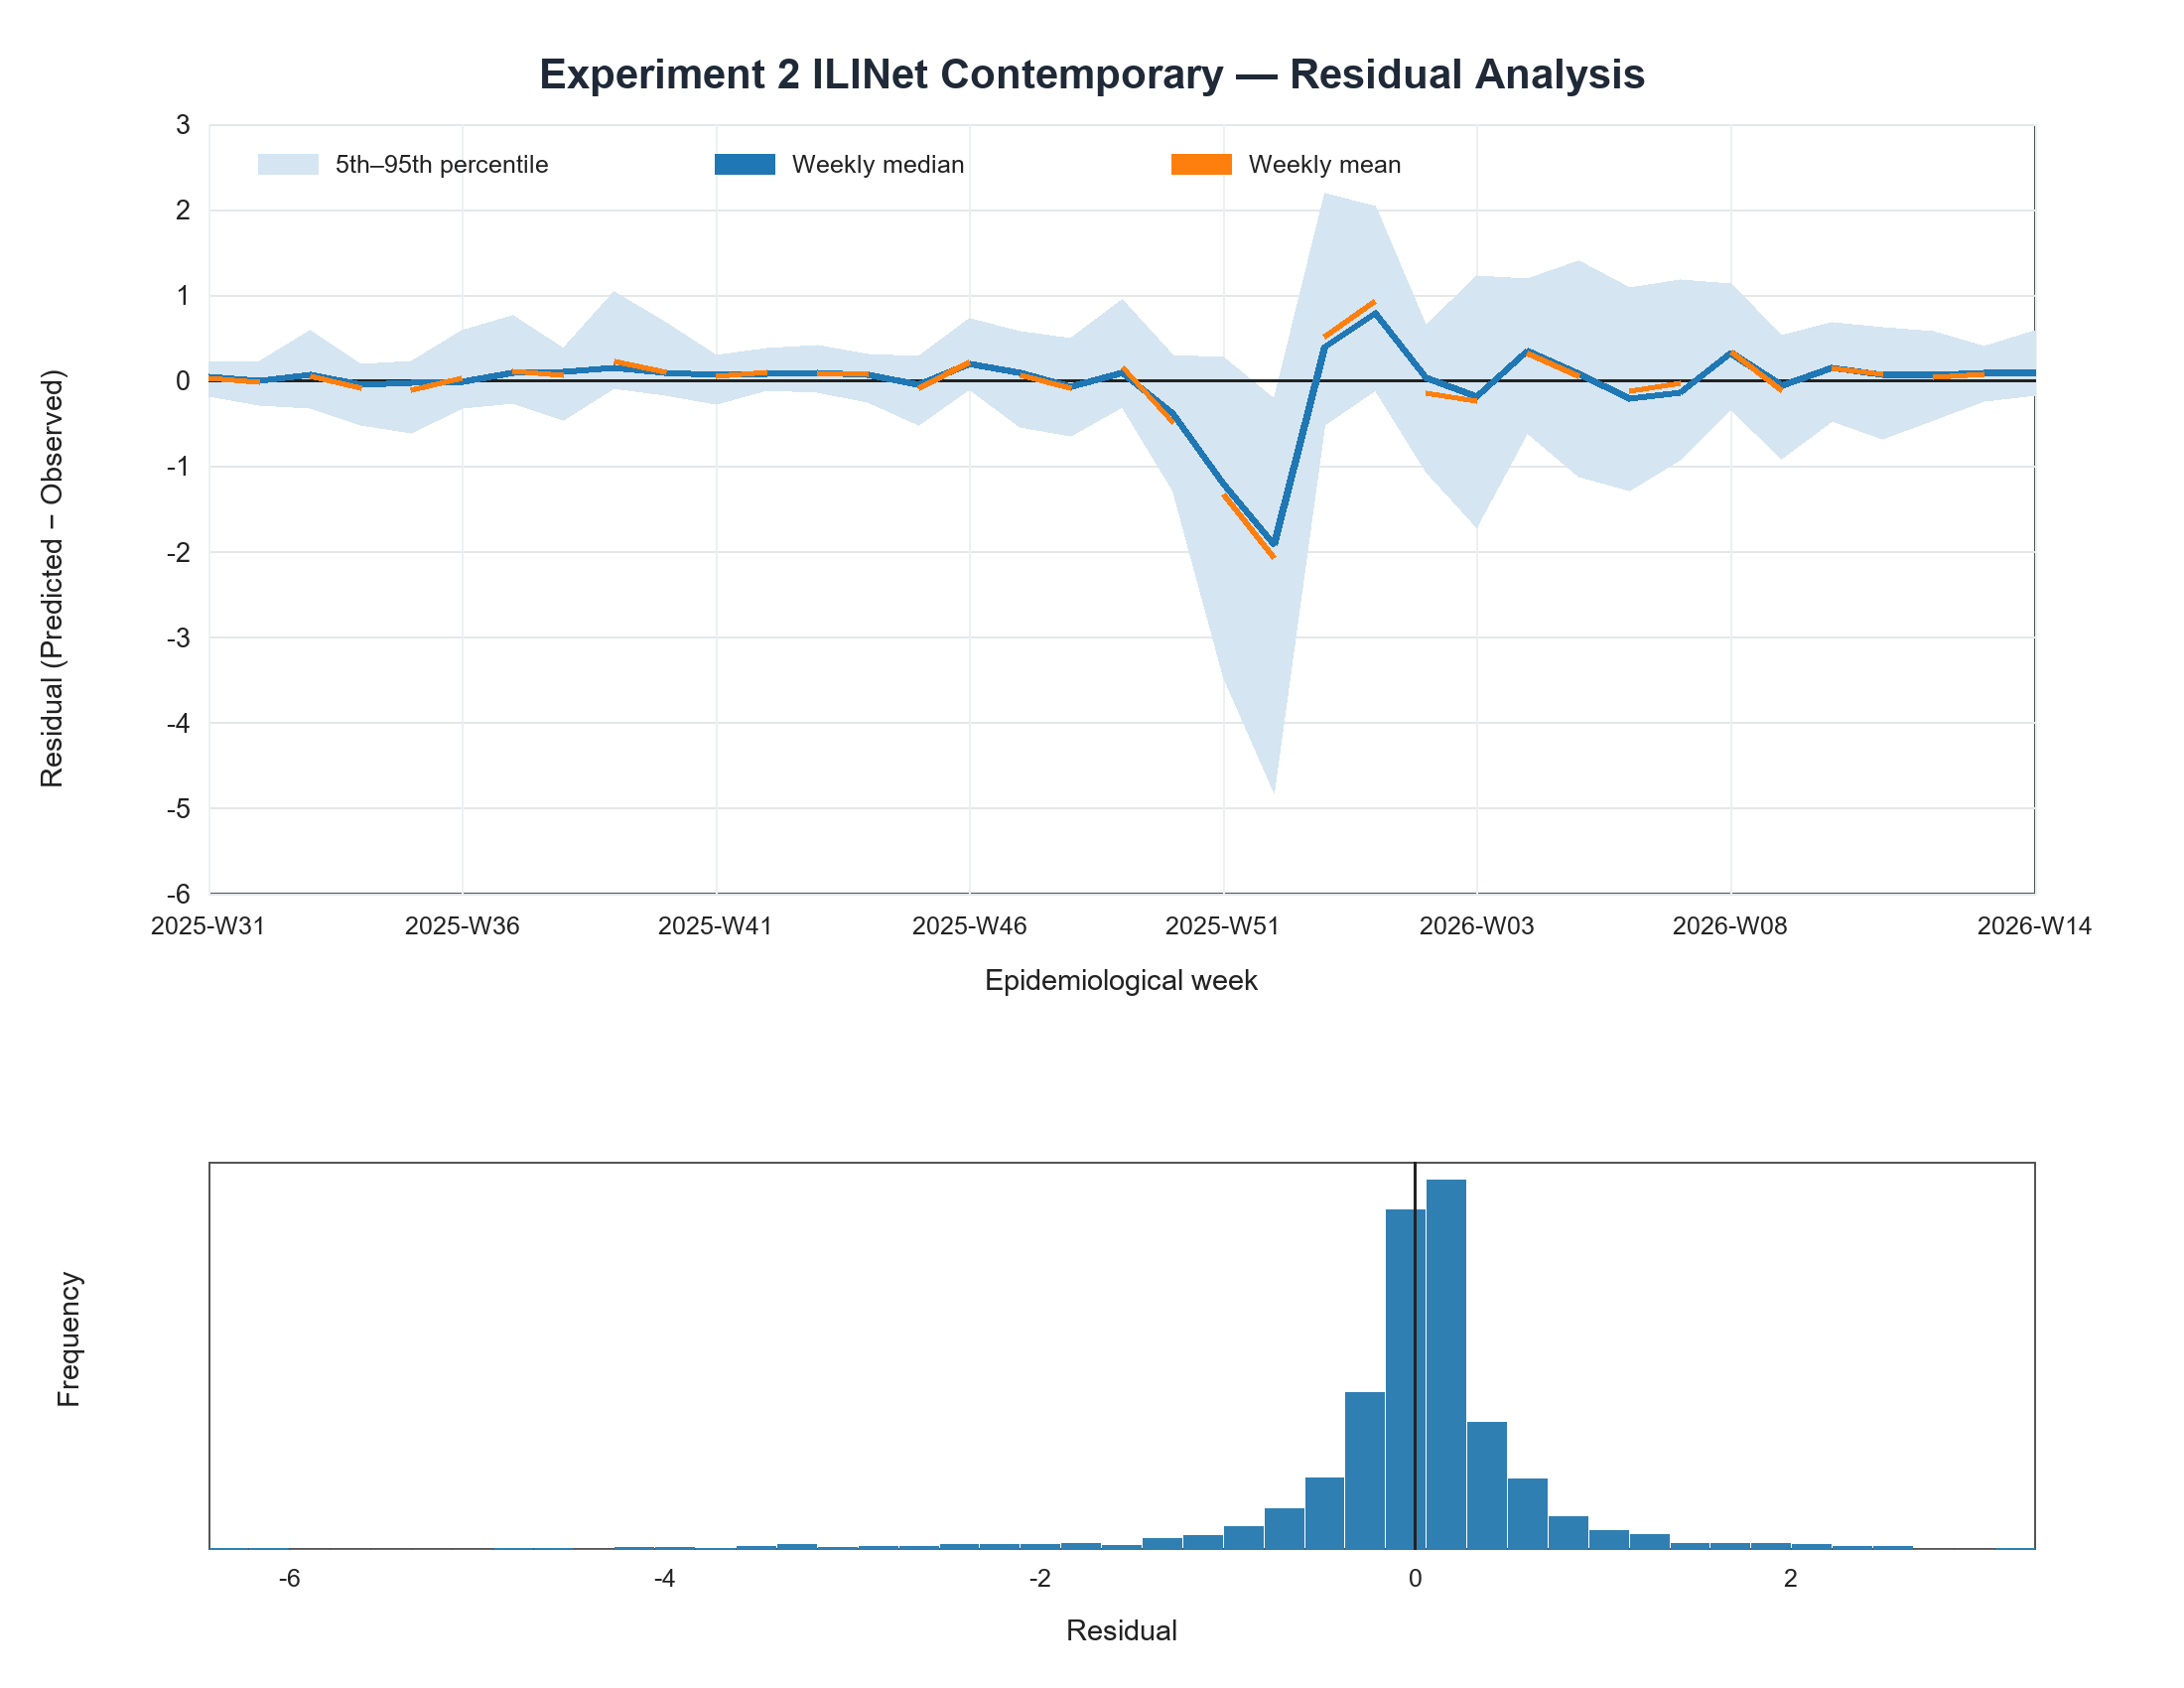 Experiment 2 ILINet Contemporary — Residual Analysis
5th–95th percentile
Weekly median
Weekly mean
3
2
1
0
-1
-2
-3
-4
-5
-6
Residual (Predicted – Observed)
2025-W31
2025-W36
2025-W41
2025-W46
2025-W51
2026-W03
2026-W08
2026-W14
Epidemiological week
Frequency
-6
-4
-2
0
2
Residual